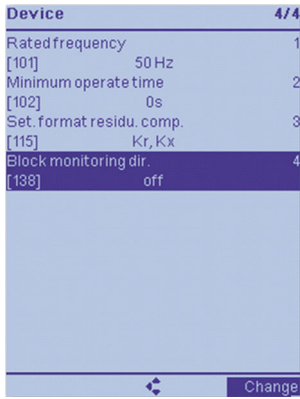 Device 4/4
Rated frequency 1
[101] 50 Hz
Minimum operate time 2
[102] 0s
Set. format residu. comp. 3
[115] Kr, Kx
Block monitoring dir. 4
[138] off
Change